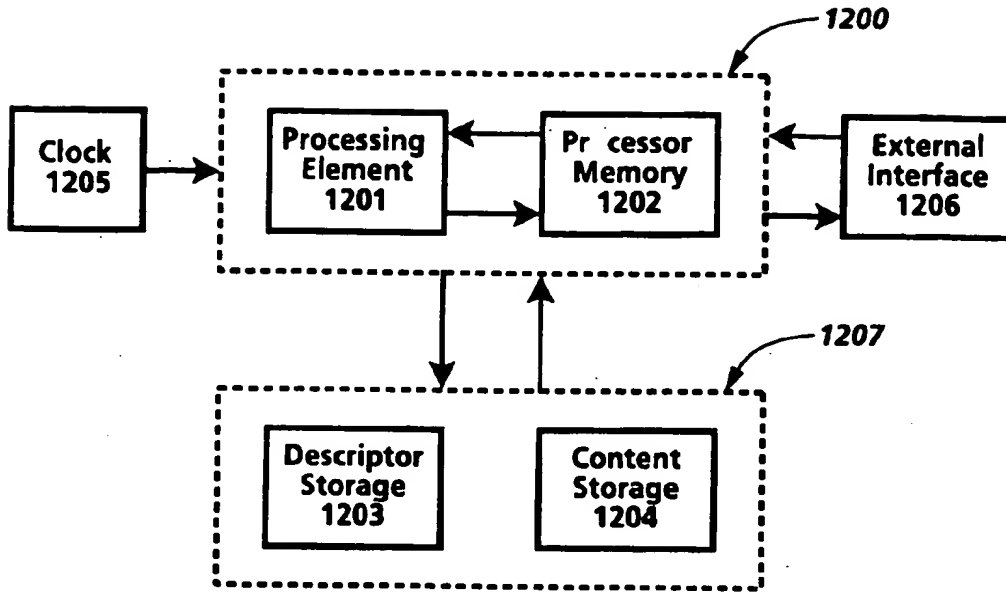 1200
Clock
1205
Processing
Element
1201
Pr cessor
Memory
1202
External
Interface
1206
1207
Descriptor
Storage
1203
Content
Storage
1204